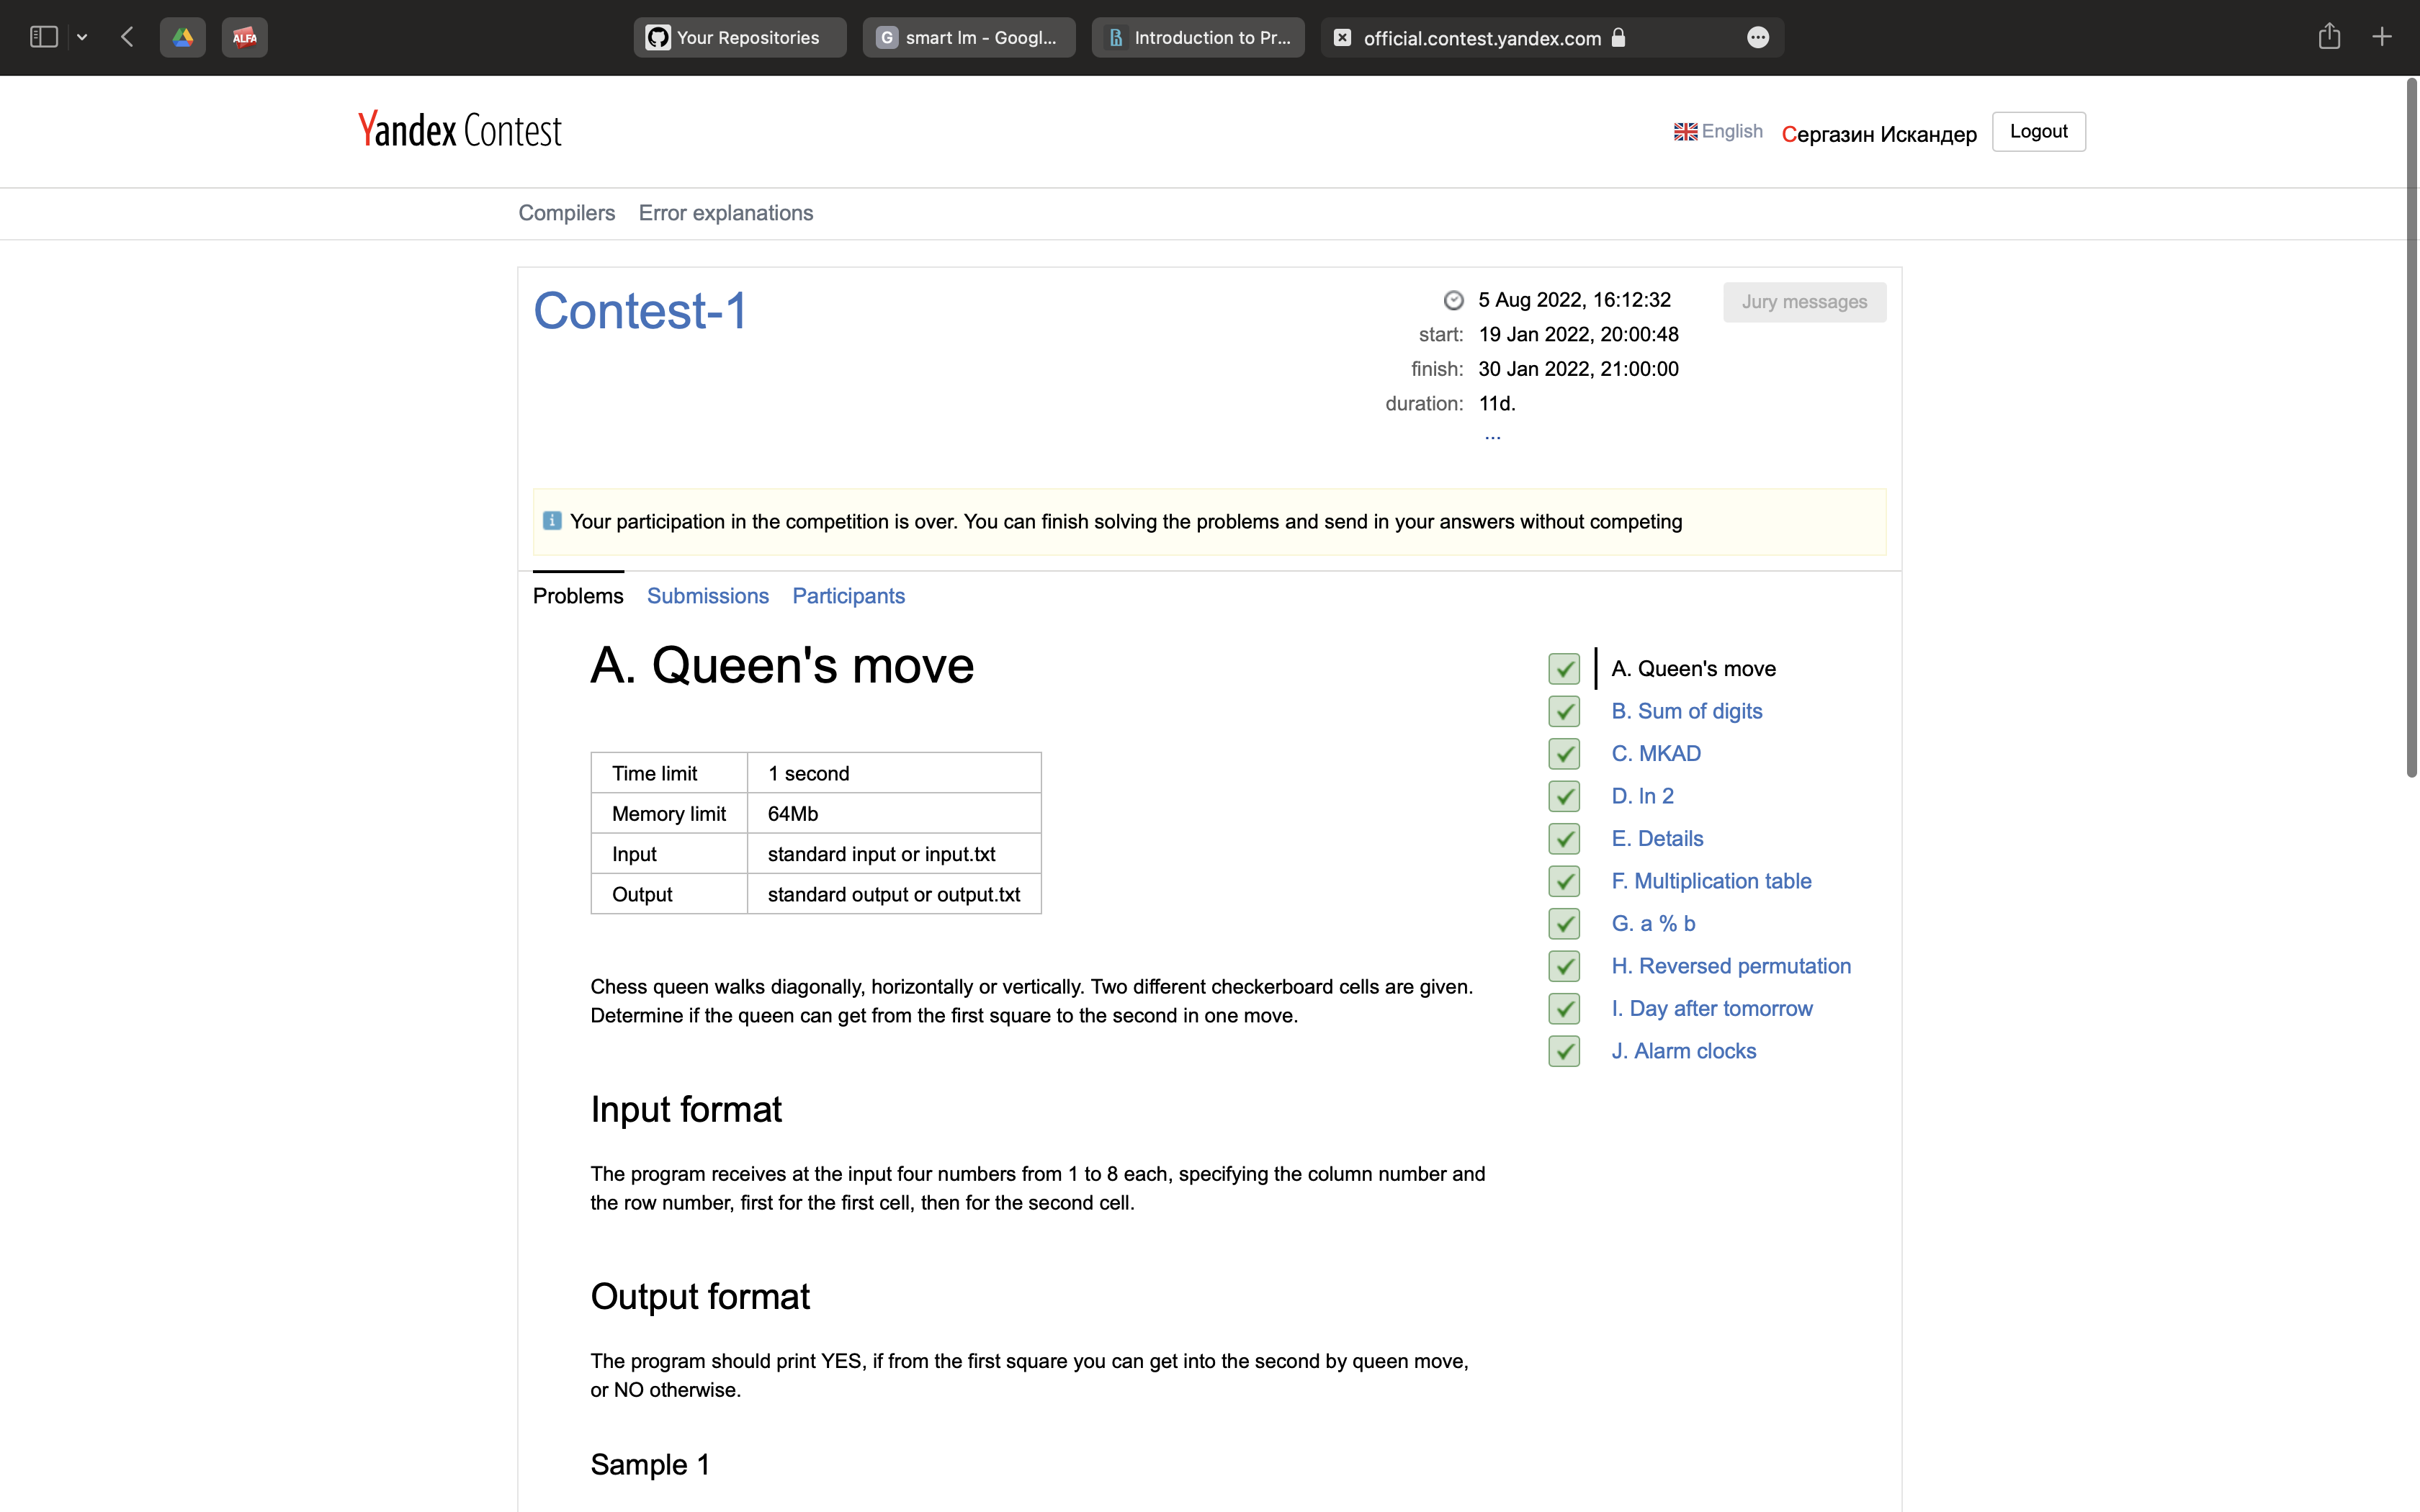 ALFA
Your Repositories
G smart lm - Googl...
Introduction to Pr...
official.contest.yandex.com
Yandex Contest
English
Сергазин Искандер
Logout
Compilers
Error explanations
Contest-1
5 Aug 2022, 16:12:32
start: 19 Jan 2022, 20:00:48
finish: 30 Jan 2022, 21:00:00
duration: 11d.
...
Jury messages
Your participation in the competition is over. You can finish solving the problems and send in your answers without competing
Problems
Submissions
Participants
A. Queen's move
Time limit 1 second
Memory limit 64Mb
Input standard input or input.txt
Output standard output or output.txt
Chess queen walks diagonally, horizontally or vertically. Two different checkerboard cells are given.
Determine if the queen can get from the first square to the second in one move.
Input format
The program receives at the input four numbers from 1 to 8 each, specifying the column number and
the row number, first for the first cell, then for the second cell.
Output format
The program should print YES, if from the first square you can get into the second by queen move,
or NO otherwise.
Sample 1
A. Queen's move
B. Sum of digits
C. MKAD
D. ln 2
E. Details
F. Multiplication table
G. a % b
H. Reversed permutation
I. Day after tomorrow
J. Alarm clocks